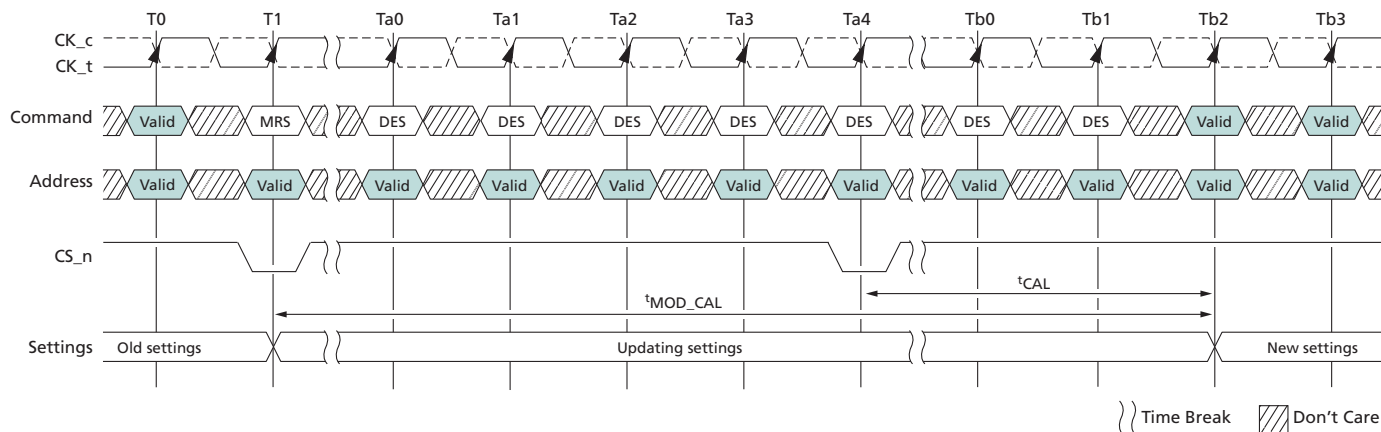 T0 T1 Ta0 Ta1 Ta2 Ta3 Ta4 Tb0 Tb1 Tb2 Tb3
CK_c
CK_t
Command Valid MRS DES DES DES DES DES DES DES Valid Valid
Address Valid Valid Valid Valid Valid Valid Valid Valid Valid Valid Valid
CS_n
tCAL
tMOD_CAL
Settings Old settings Updating settings New settings
Time Break Don't Care